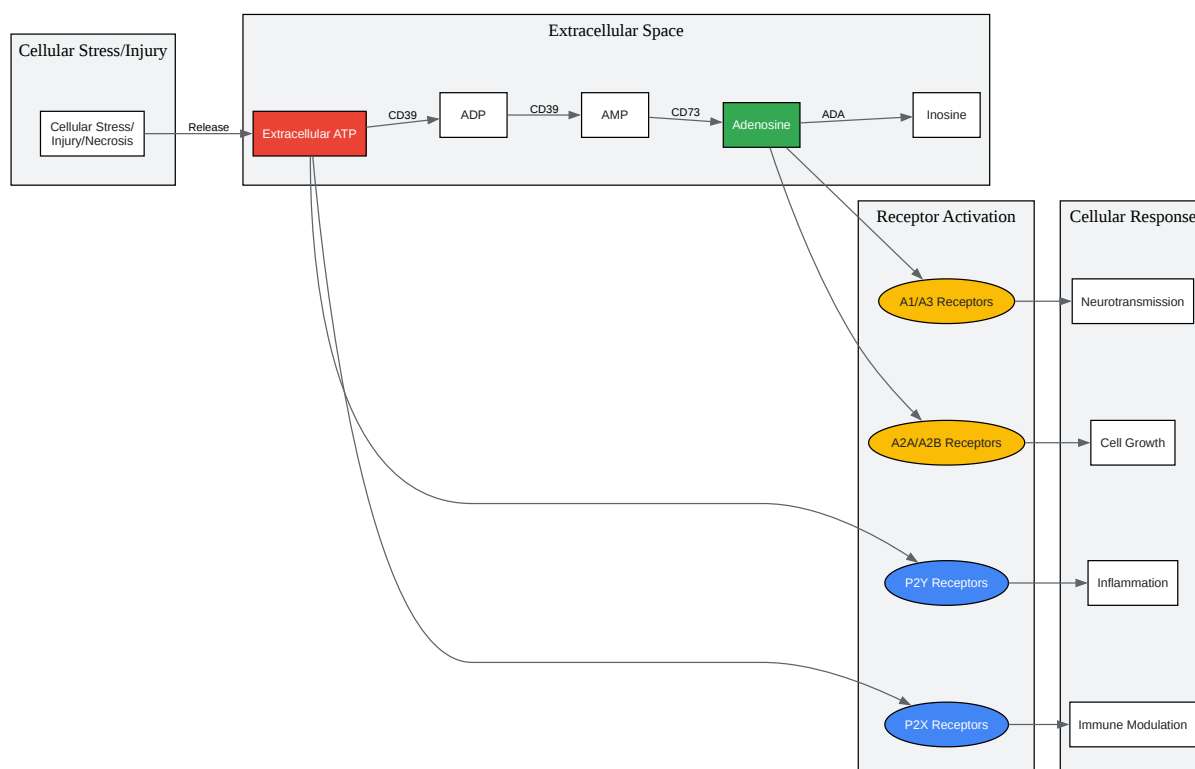 Extracellular Space
Cellular Stress/Injury
Cellular Stress/
Injury/Necrosis
Release
Extracellular ATP
CD39
ADP
CD39
AMP
CD73
Adenosine
ADA
Inosine
Receptor Activation
Cellular Response
A1/A3 Receptors
Neurotransmission
A2A/A2B Receptors
Cell Growth
P2Y Receptors
Inflammation
P2X Receptors
Immune Modulation